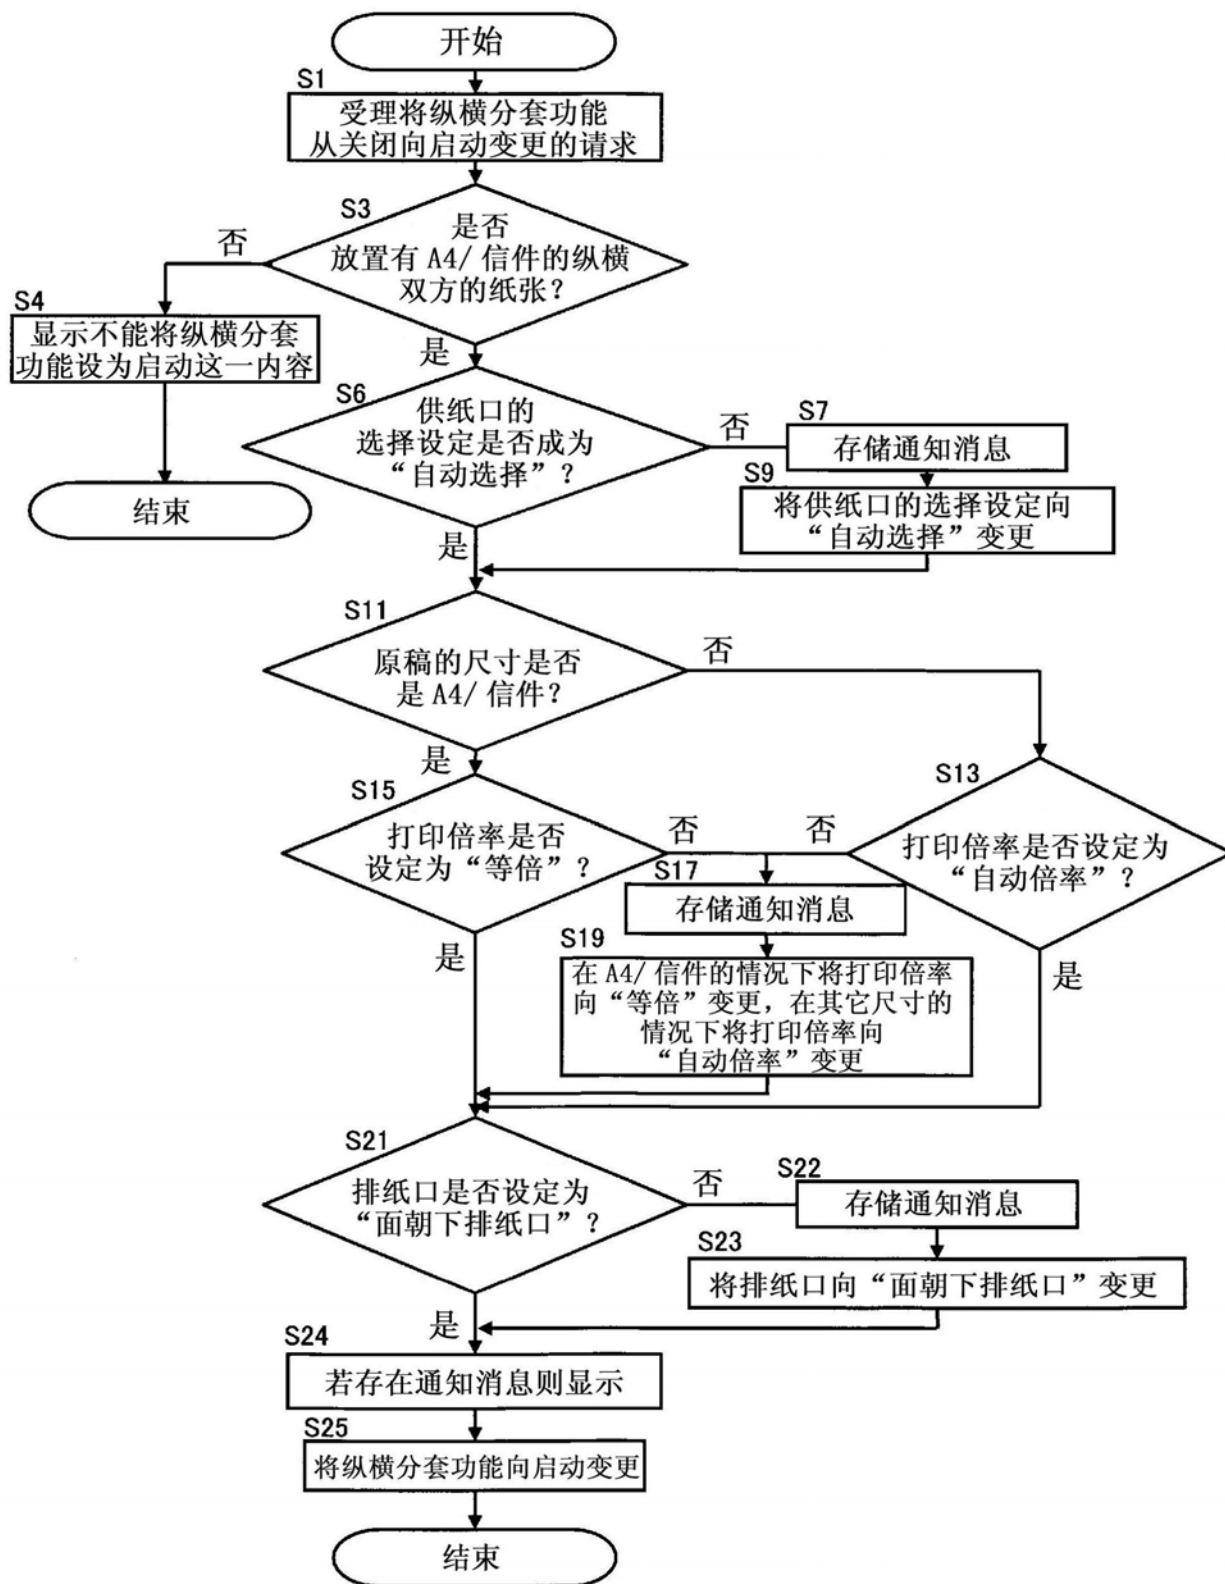 开始
S1
受理将纵横分套功能
从关闭向启动变更的请求
S3
是否
放置有 A4/ 信件的纵横
双方的纸张？
否
是
S4
显示不能将纵横分套
功能设为启动这一内容
结束
S6
供纸口的
选择设定是否成为
“自动选择”？
否
是
S7
存储通知消息
S9
将供纸口的选择设定向
“自动选择”变更
S11
原稿的尺寸是否
是 A4/ 信件？
否
是
S15
打印倍率是否
设定为“等倍”？
否
是
S13
打印倍率是否设定为
“自动倍率”？
否
是
S17
存储通知消息
S19
在 A4/ 信件的情况下将打印倍率
向“等倍”变更，在其它尺寸的
情况下将打印倍率向
“自动倍率”变更
S21
排纸口是否设定为
“面朝下排纸口”？
否
是
S22
存储通知消息
S23
将排纸口向“面朝下排纸口”变更
S24
若存在通知消息则显示
S25
将纵横分套功能向启动变更
结束